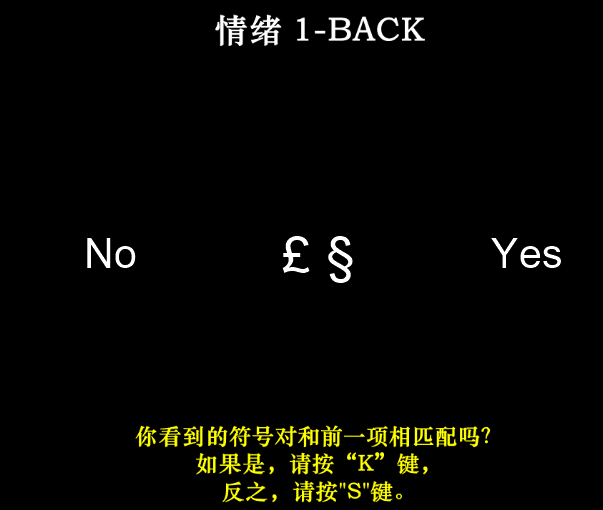 情绪 1-BACK
No £ § Yes
你看到的符号对和前一项相匹配吗?
如果是，请按“K”键，
反之，请按"S"键。